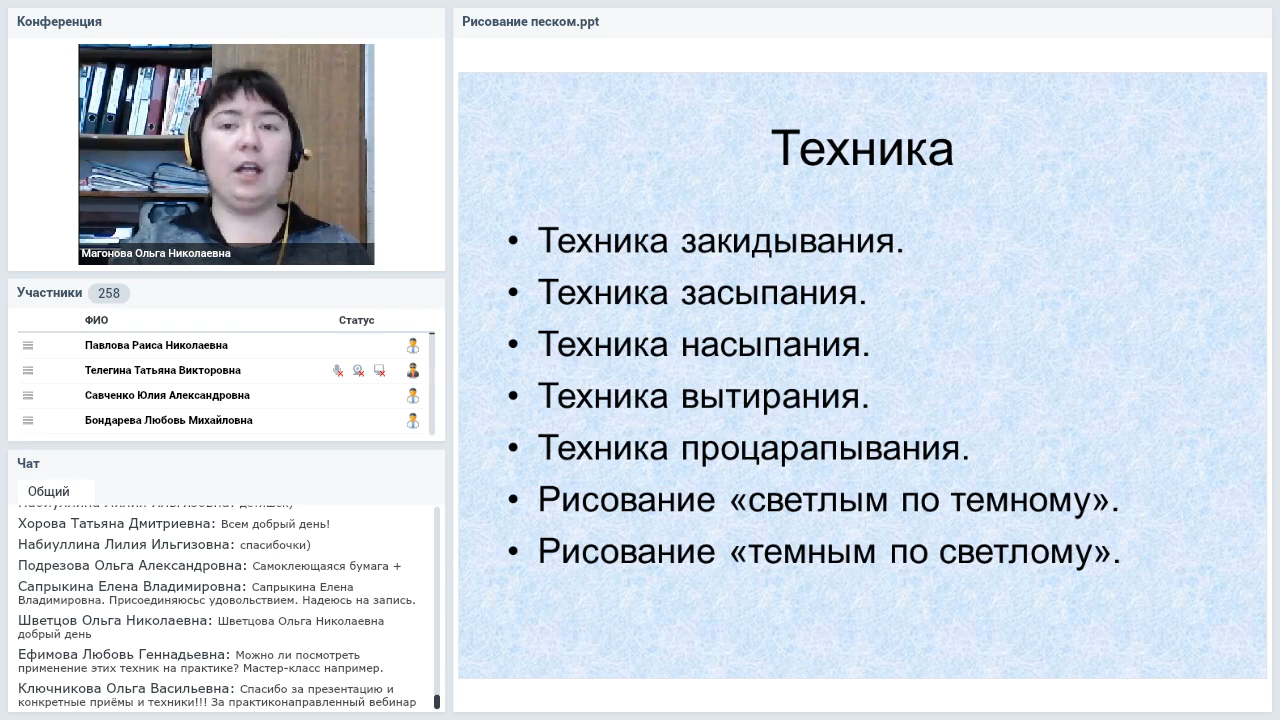 Конференция
Магонова Ольга Николаевна
Участники 258
ФИО Статус
Павлова Раиса Николаевна
Телегина Татьяна Викторовна
Савченко Юлия Александровна
Бондарева Любовь Михайловна
Чат
Общий
Набиуллина Лилия Ильгизовна: детишек)
Хорова Татьяна Дмитриевна: Всем добрый день!
Набиуллина Лилия Ильгизовна: спасибочки)
Подрезова Ольга Александровна: Самоклеющаяся бумага +
Сапрыкина Елена Владимировна: Сапрыкина Елена
Владимировна. Присоединяюсьс удовольствием. Надеюсь на запись.
Шветцов Ольга Николаевна: Шветцова Ольга Николаевна
добрый день
Ефимова Любовь Геннадьевна: Можно ли посмотреть
применение этих техник на практике? Мастер-класс например.
Ключникова Ольга Васильевна: Спасибо за презентацию и
конкретные приёмы и техники!!! За практиконаправленный вебинар
Рисование песком.ppt
Техника
• Техника закидывания.
• Техника засыпания.
• Техника насыпания.
• Техника вытирания.
• Техника процарапывания.
• Рисование «светлым по темному».
• Рисование «темным по светлому».